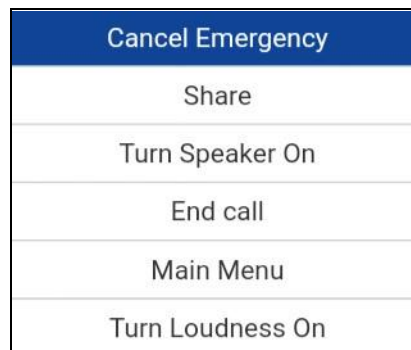 Cancel Emergency
Share
Turn Speaker On
End call
Main Menu
Turn Loudness On